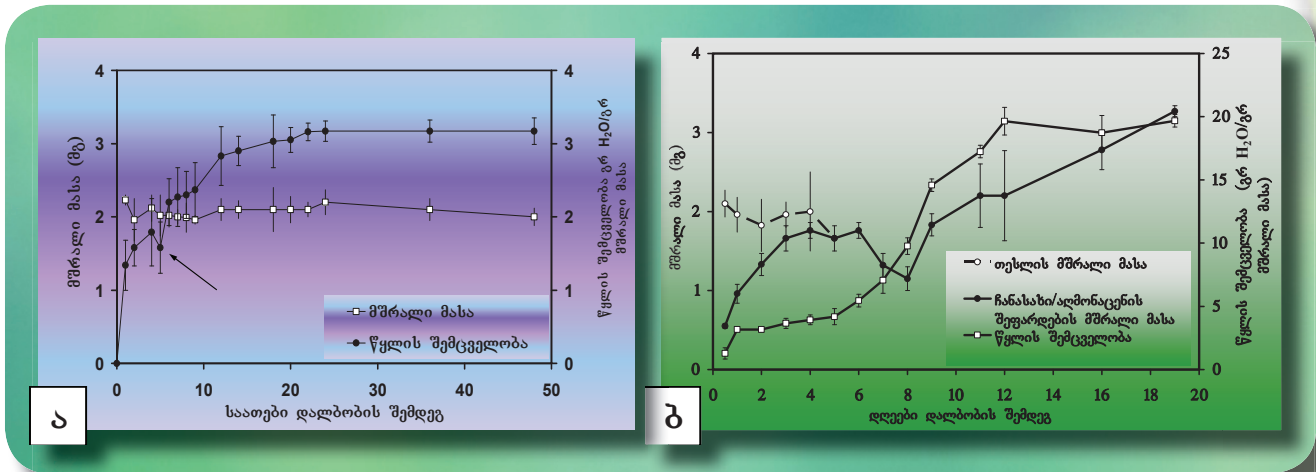 4
3
2
1
0
მშრალი მასა (მგ)
4
3
2
1
0
წყლის შემცველობა გრ H₂O/გრ
მშრალი მასა
მშრალი მასა
წყლის შემცველობა
0 10 20 30 40 50
საათები დალბობის შემდეგ
ა
4
3
2
1
0
მშრალი მასა (მგ)
25
20
15
10
5
0
წყლის შემცველობა (გრ H₂O/გრ
მშრალი მასა)
თესლის მშრალი მასა
ჩანასახი/აღმონაცენის
შეფარდების მშრალი მასა
წყლის შემცველობა
0 2 4 6 8 10 12 14 16 18 20
დღეები დალბობის შემდეგ
ბ